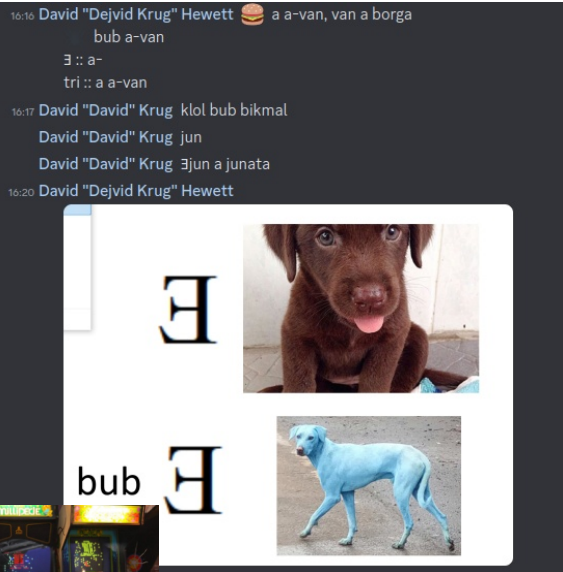 16:16 David "Dejvid Krug" Hewett 🍔 a a-van, van a borga
bub a-van
∃ :: a-
tri :: a a-van
16:17 David "David" Krug klol bub bikmal
David "David" Krug jun
David "David" Krug ∃jun a junata
16:20 David "Dejvid Krug" Hewett
∃
bub ∃